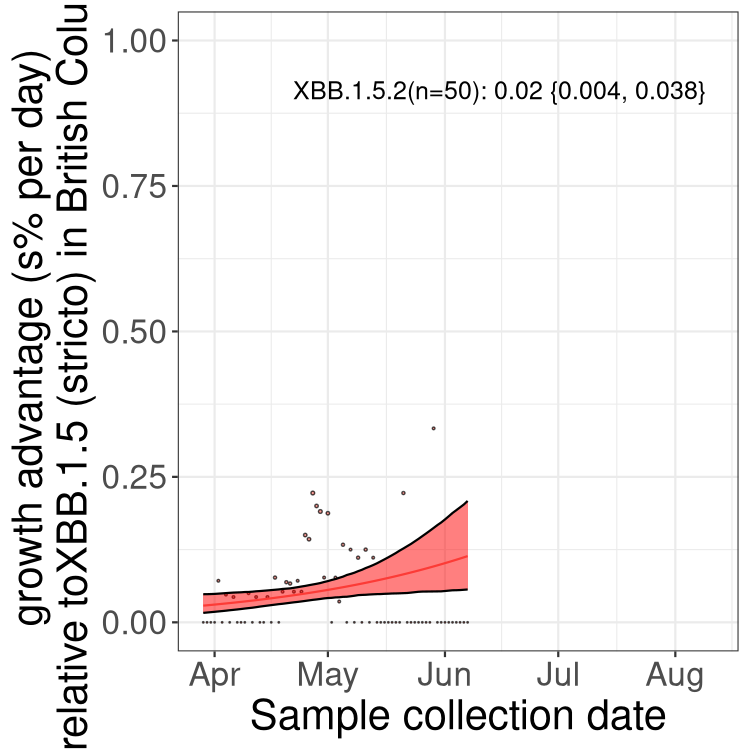 growth advantage (s% per day)
relative toXBB.1.5 (stricto) in British Colu
1.00
0.75
0.50
0.25
0.00
XBB.1.5.2(n=50): 0.02 {0.004, 0.038}
Apr May Jun Jul Aug
Sample collection date